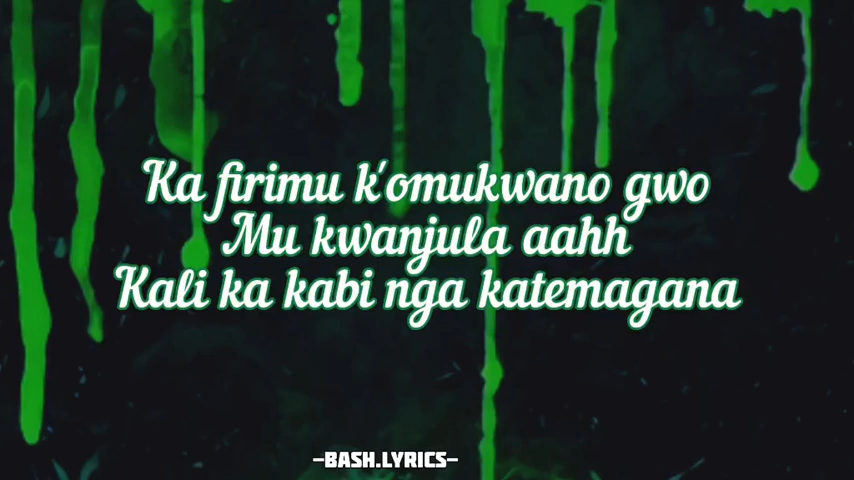 Ka firimu k'omukwano gwo
Mu kwanjula aahh
Kali ka kabi nga katemagana
-BASH.LYRICS-